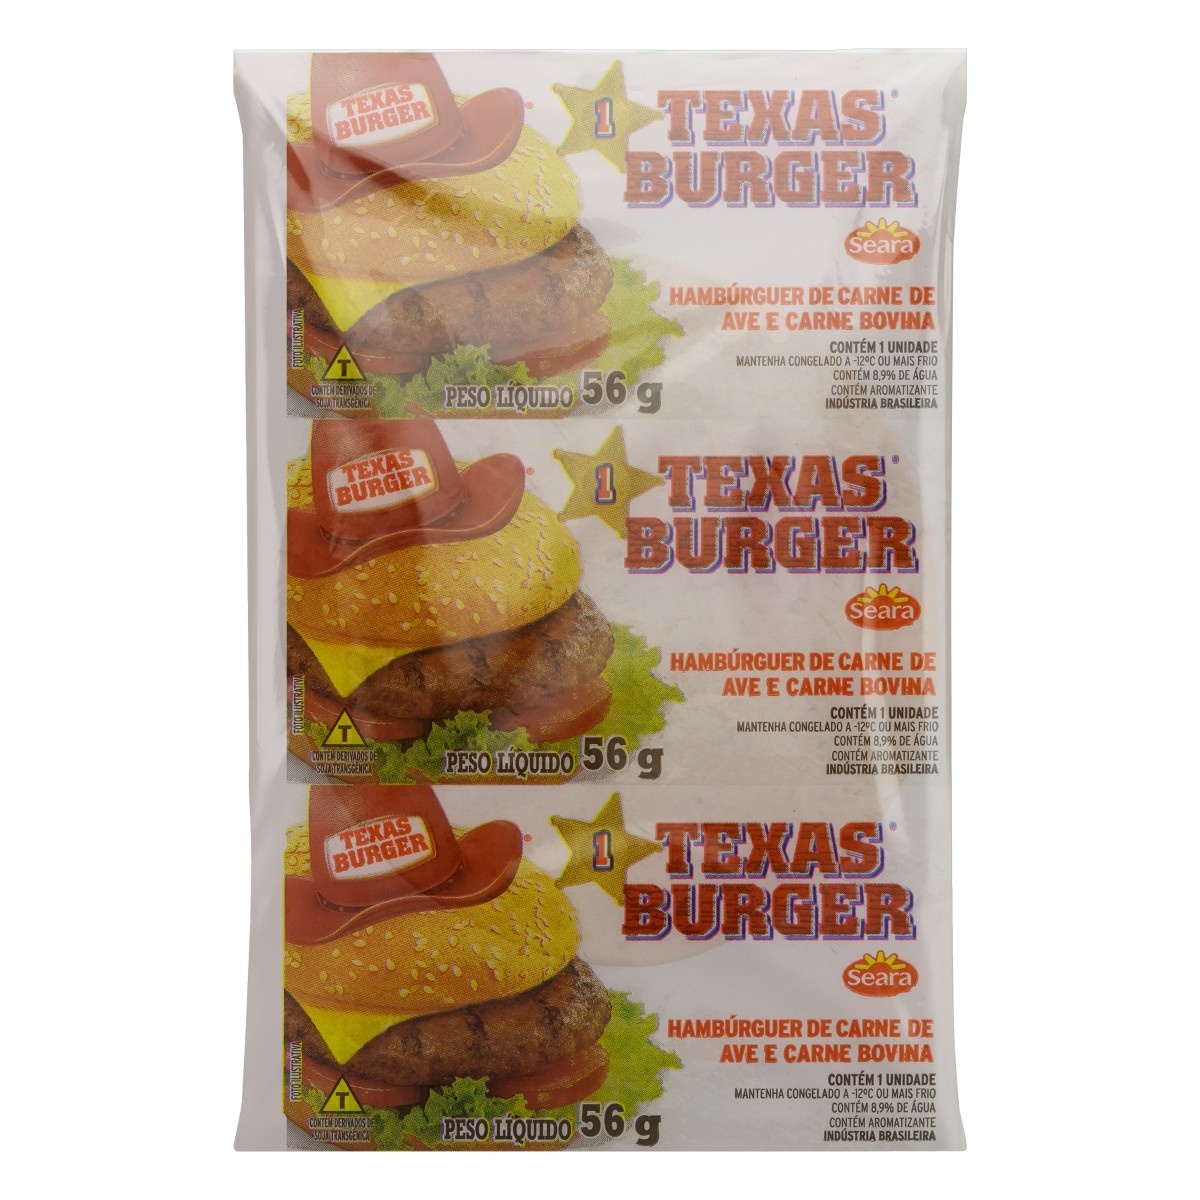 TEXAS
BURGER
®
1
TEXAS®
BURGER
Seara
HAMBÚRGUER DE CARNE DE
AVE E CARNE BOVINA
CONTÉM 1 UNIDADE
MANTENHA CONGELADO A -12ºC OU MAIS FRIO
CONTÉM 8,9% DE ÁGUA
CONTÉM AROMATIZANTE
INDÚSTRIA BRASILEIRA
FOTO ILUSTRATIVA
T
CONTÉM DERIVADOS DE
SOJA TRANSGÊNICA
PESO LÍQUIDO 56 g
TEXAS
BURGER
®
1
TEXAS®
BURGER
Seara
HAMBÚRGUER DE CARNE DE
AVE E CARNE BOVINA
CONTÉM 1 UNIDADE
MANTENHA CONGELADO A -12ºC OU MAIS FRIO
CONTÉM 8,9% DE ÁGUA
CONTÉM AROMATIZANTE
INDÚSTRIA BRASILEIRA
FOTO ILUSTRATIVA
T
CONTÉM DERIVADOS DE
SOJA TRANSGÊNICA
PESO LÍQUIDO 56 g
TEXAS
BURGER
®
1
TEXAS®
BURGER
Seara
HAMBÚRGUER DE CARNE DE
AVE E CARNE BOVINA
CONTÉM 1 UNIDADE
MANTENHA CONGELADO A -12ºC OU MAIS FRIO
CONTÉM 8,9% DE ÁGUA
CONTÉM AROMATIZANTE
INDÚSTRIA BRASILEIRA
FOTO ILUSTRATIVA
T
CONTÉM DERIVADOS DE
SOJA TRANSGÊNICA
PESO LÍQUIDO 56 g